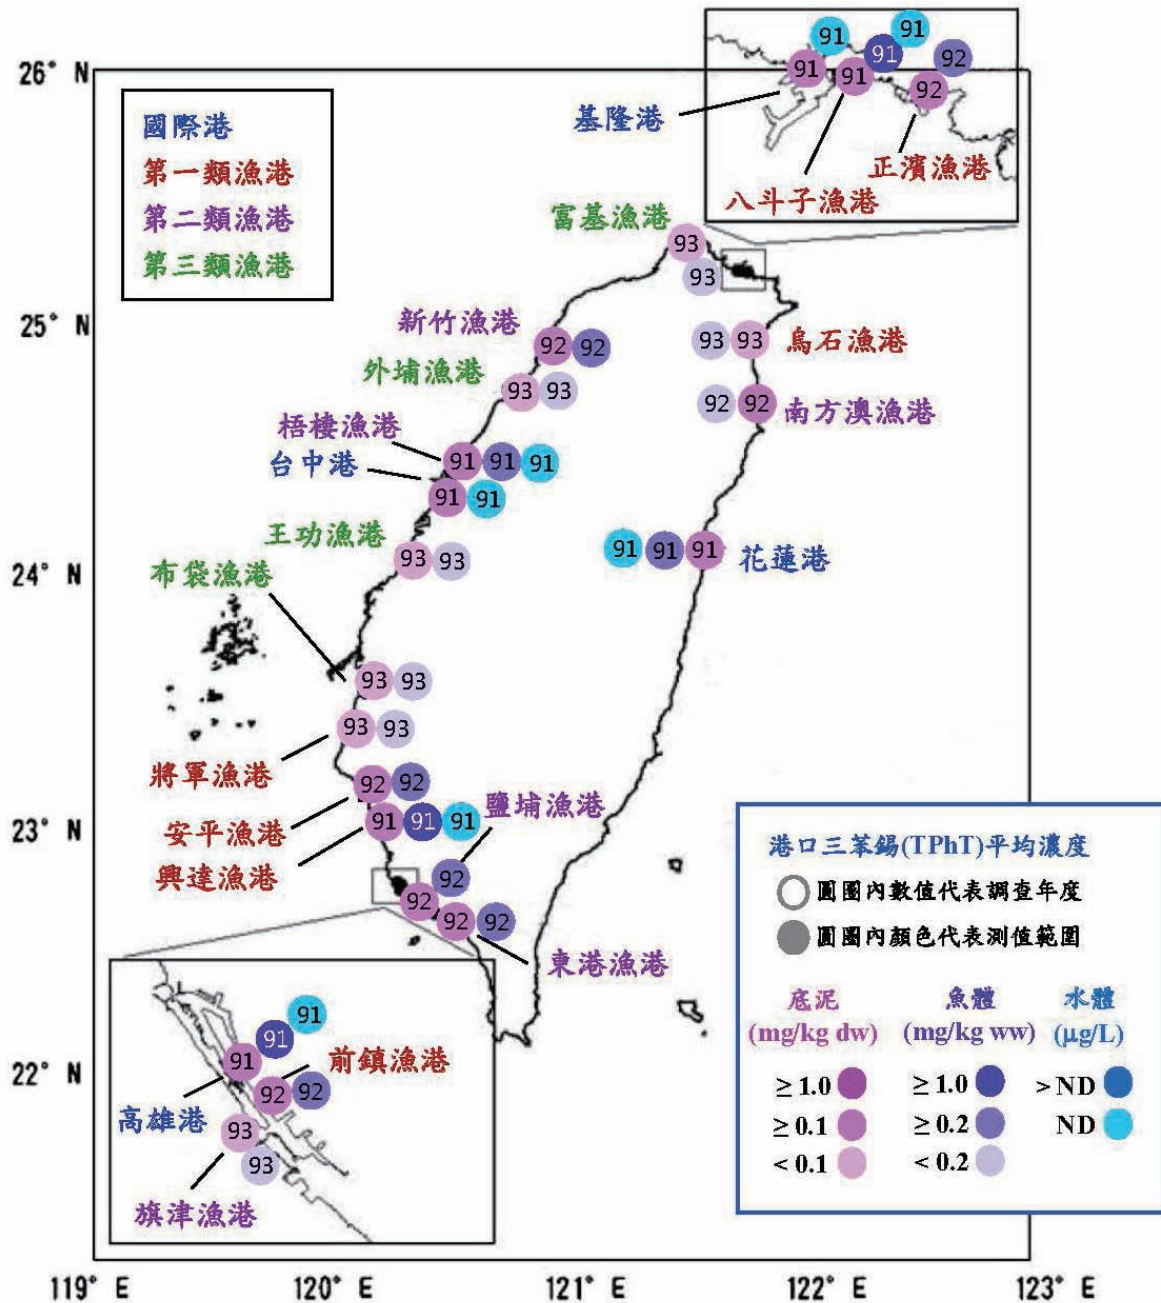 26° N
25° N
24° N
23° N
22° N
119° E
120° E
121° E
122° E
123° E
國際港
第一類漁港
第二類漁港
第三類漁港
91
91
91
91
91
92
92
基隆港
正濱漁港
八斗子漁港
富基漁港
93
93
新竹漁港
92
92
93
93
烏石漁港
外埔漁港
93
93
92
92
南方澳漁港
梧棲漁港
91
91
91
台中港
91
91
王功漁港
93
93
91
91
91
花蓮港
布袋漁港
93
93
93
93
將軍漁港
92
92
安平漁港
91
91
91
興達漁港
鹽埔漁港
92
92
92
92
東港漁港
91
91
91
前鎮漁港
92
92
高雄港
93
93
旗津漁港
港口三苯錫(TPhT)平均濃度
圓圈內數值代表調查年度
圓圈內顏色代表測值範圍
底泥 魚體 水體
(mg/kg dw) (mg/kg ww) (μg/L)
≥ 1.0 ≥ 1.0 > ND
≥ 0.1 ≥ 0.2 ND
< 0.1 < 0.2